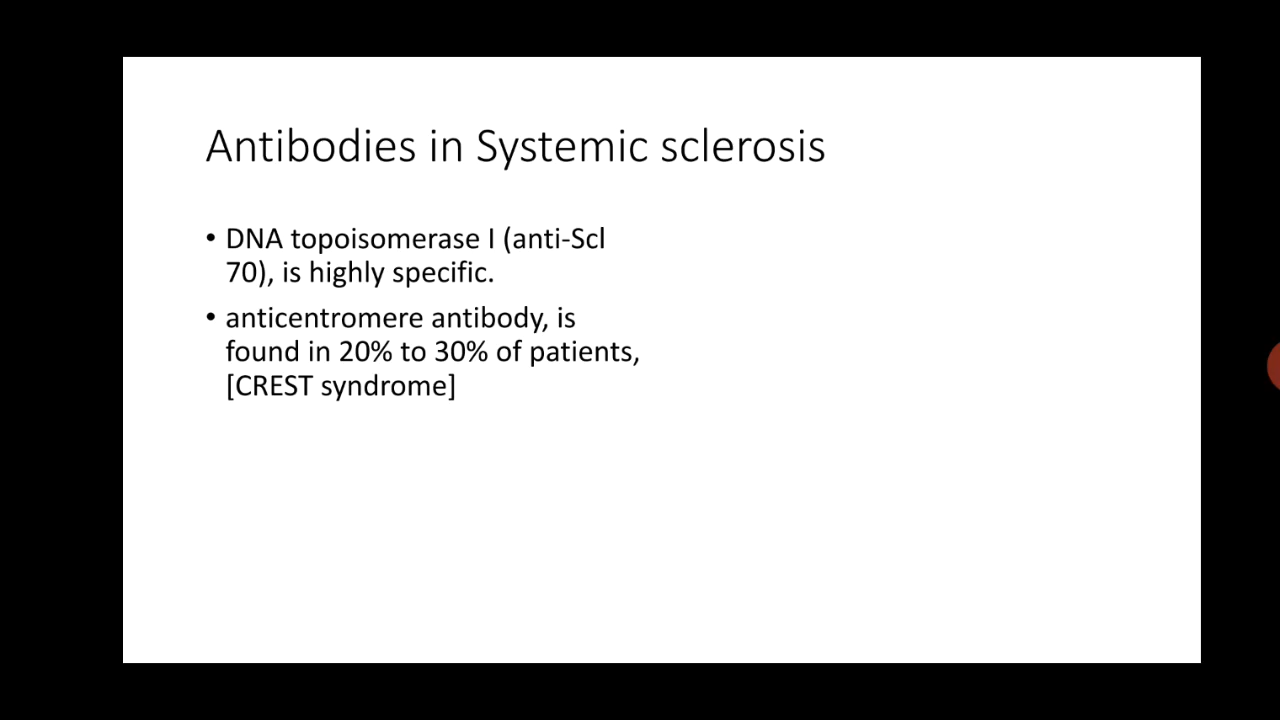 Antibodies in Systemic sclerosis
• DNA topoisomerase I (anti-Scl
70), is highly specific.
• anticentromere antibody, is
found in 20% to 30% of patients,
[CREST syndrome]